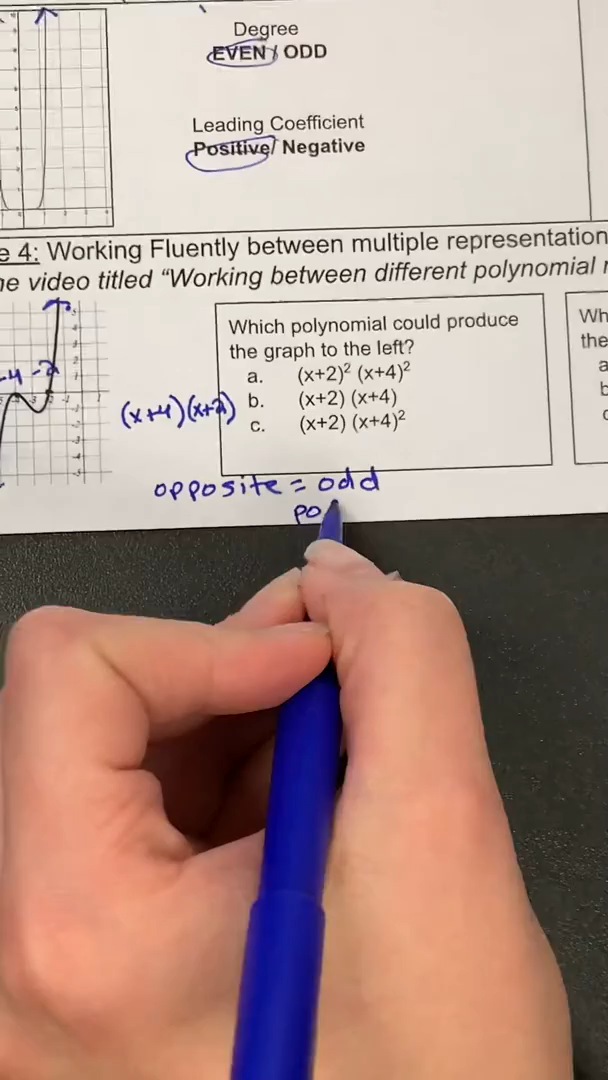 Degree
EVEN / ODD
Leading Coefficient
Positive/ Negative
e 4: Working Fluently between multiple representation
he video titled “Working between different polynomial r
Which polynomial could produce
the graph to the left?
a. (x+2)² (x+4)²
b. (x+2) (x+4)
c. (x+2) (x+4)²
Wh
the
a
b
c
-4 -2
(x+4)(x+2)
opposite = odd
po